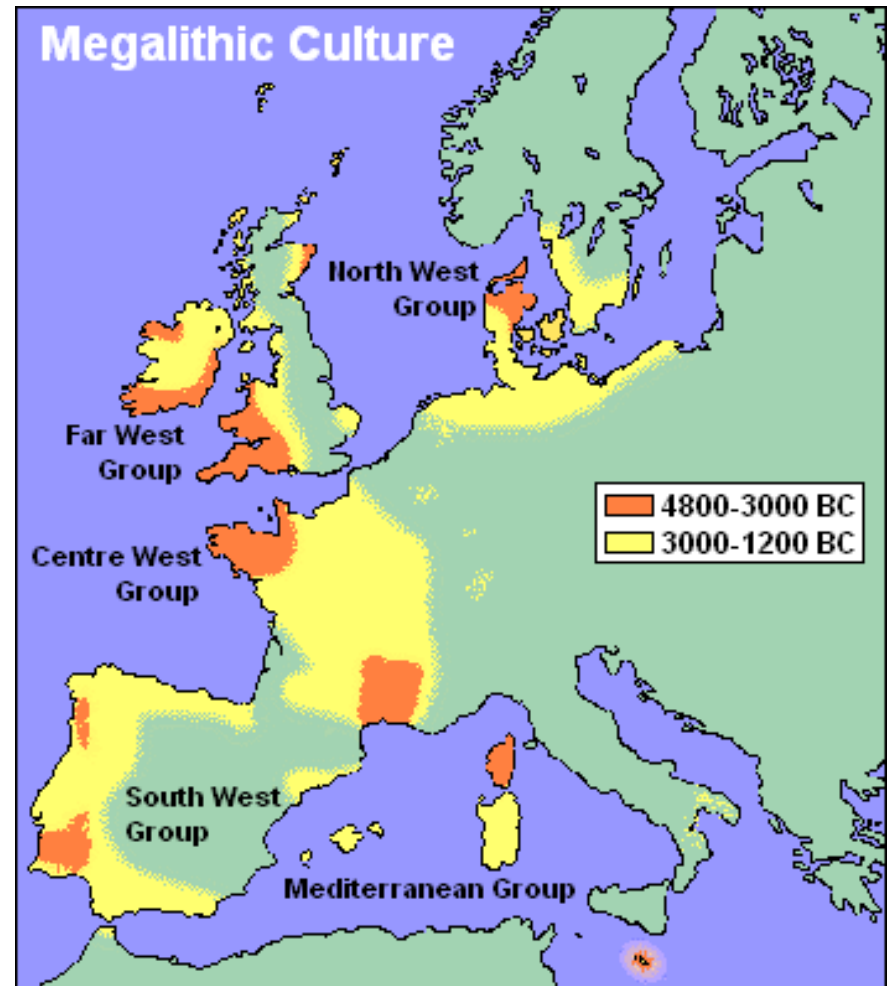 Megalithic Culture
North West
Group
Far West
Group
4800-3000 BC
3000-1200 BC
Centre West
Group
South West
Group
Mediterranean Group